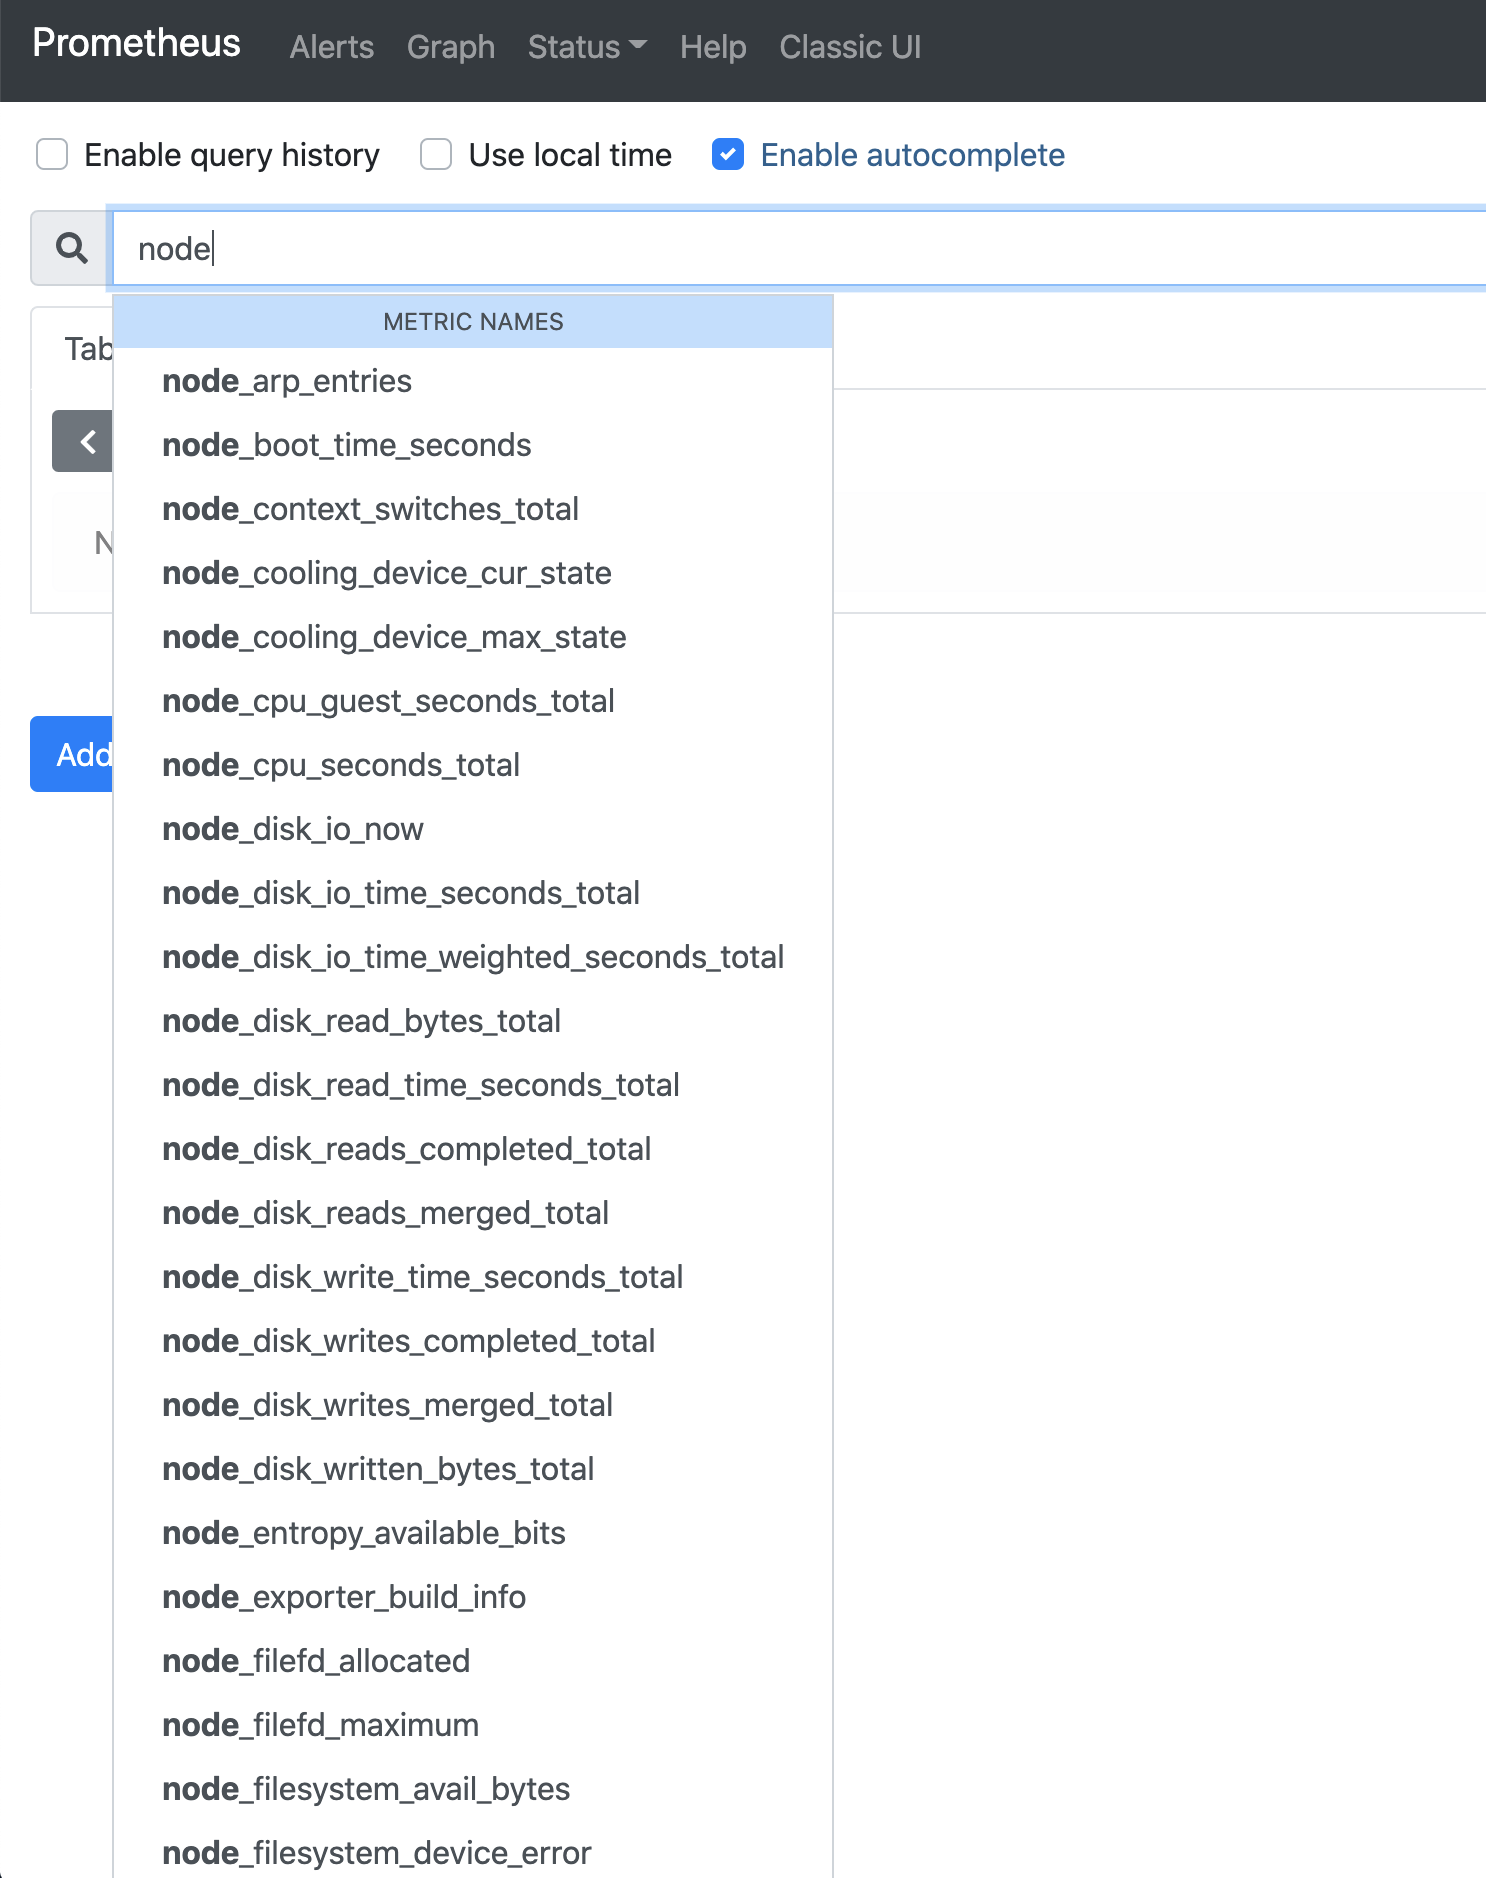 Prometheus Alerts Graph Status Help Classic UI
Enable query history Use local time Enable autocomplete
node
METRIC NAMES
Tab
node_arp_entries
node_boot_time_seconds
node_context_switches_total
N
node_cooling_device_cur_state
node_cooling_device_max_state
node_cpu_guest_seconds_total
Add
node_cpu_seconds_total
node_disk_io_now
node_disk_io_time_seconds_total
node_disk_io_time_weighted_seconds_total
node_disk_read_bytes_total
node_disk_read_time_seconds_total
node_disk_reads_completed_total
node_disk_reads_merged_total
node_disk_write_time_seconds_total
node_disk_writes_completed_total
node_disk_writes_merged_total
node_disk_written_bytes_total
node_entropy_available_bits
node_exporter_build_info
node_filefd_allocated
node_filefd_maximum
node_filesystem_avail_bytes
node_filesystem_device_error